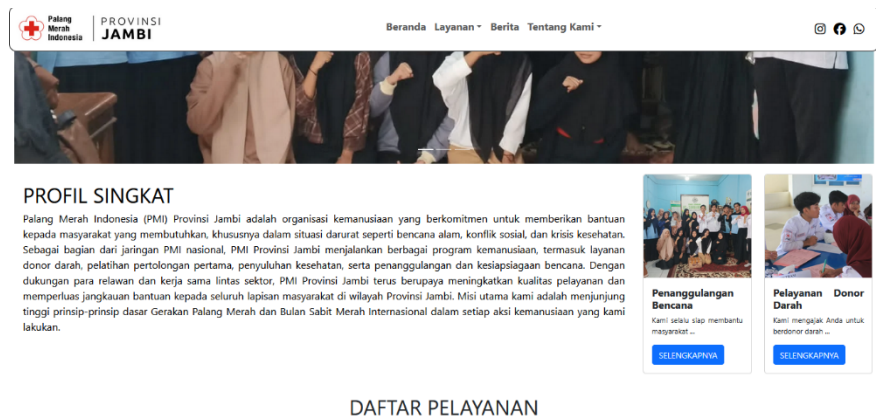 Palang
Merah
Indonesia
PROVINSI
JAMBI
Beranda Layanan Berita Tentang Kami
PROFIL SINGKAT
Palang Merah Indonesia (PMI) Provinsi Jambi adalah organisasi kemanusiaan yang berkomitmen untuk memberikan bantuan
kepada masyarakat yang membutuhkan, khususnya dalam situasi darurat seperti bencana alam, konflik sosial, dan krisis kesehatan.
Sebagai bagian dari jaringan PMI nasional, PMI Provinsi Jambi menjalankan berbagai program kemanusiaan, termasuk layanan
donor darah, pelatihan pertolongan pertama, penyuluhan kesehatan, serta penanggulangan dan kesiapsiagaan bencana. Dengan
dukungan para relawan dan kerja sama lintas sektor, PMI Provinsi Jambi terus berupaya meningkatkan kualitas pelayanan dan
memperluas jangkauan bantuan kepada seluruh lapisan masyarakat di wilayah Provinsi Jambi. Misi utama kami adalah menjunjung
tinggi prinsip-prinsip dasar Gerakan Palang Merah dan Bulan Sabit Merah Internasional dalam setiap aksi kemanusiaan yang kami
lakukan.
Penanggulangan
Bencana
Kami selalu siap membantu
masyarakat ...
SELENGKAPNYA
Pelayanan Donor
Darah
Kami mengajak Anda untuk
berdonor darah ...
SELENGKAPNYA
DAFTAR PELAYANAN